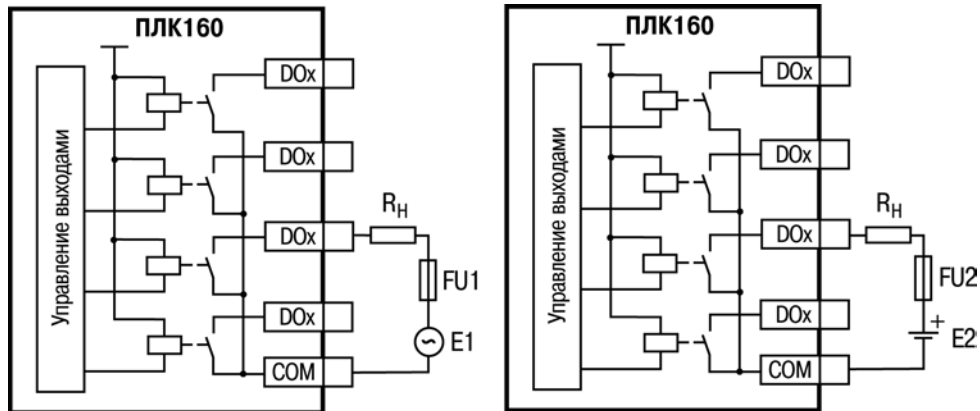 ПЛК160
Управление выходами
DOx
DOx
DOx
RН
FU1
DOx
E1
COM
ПЛК160
Управление выходами
DOx
DOx
DOx
RН
FU2
DOx
+
E2
COM